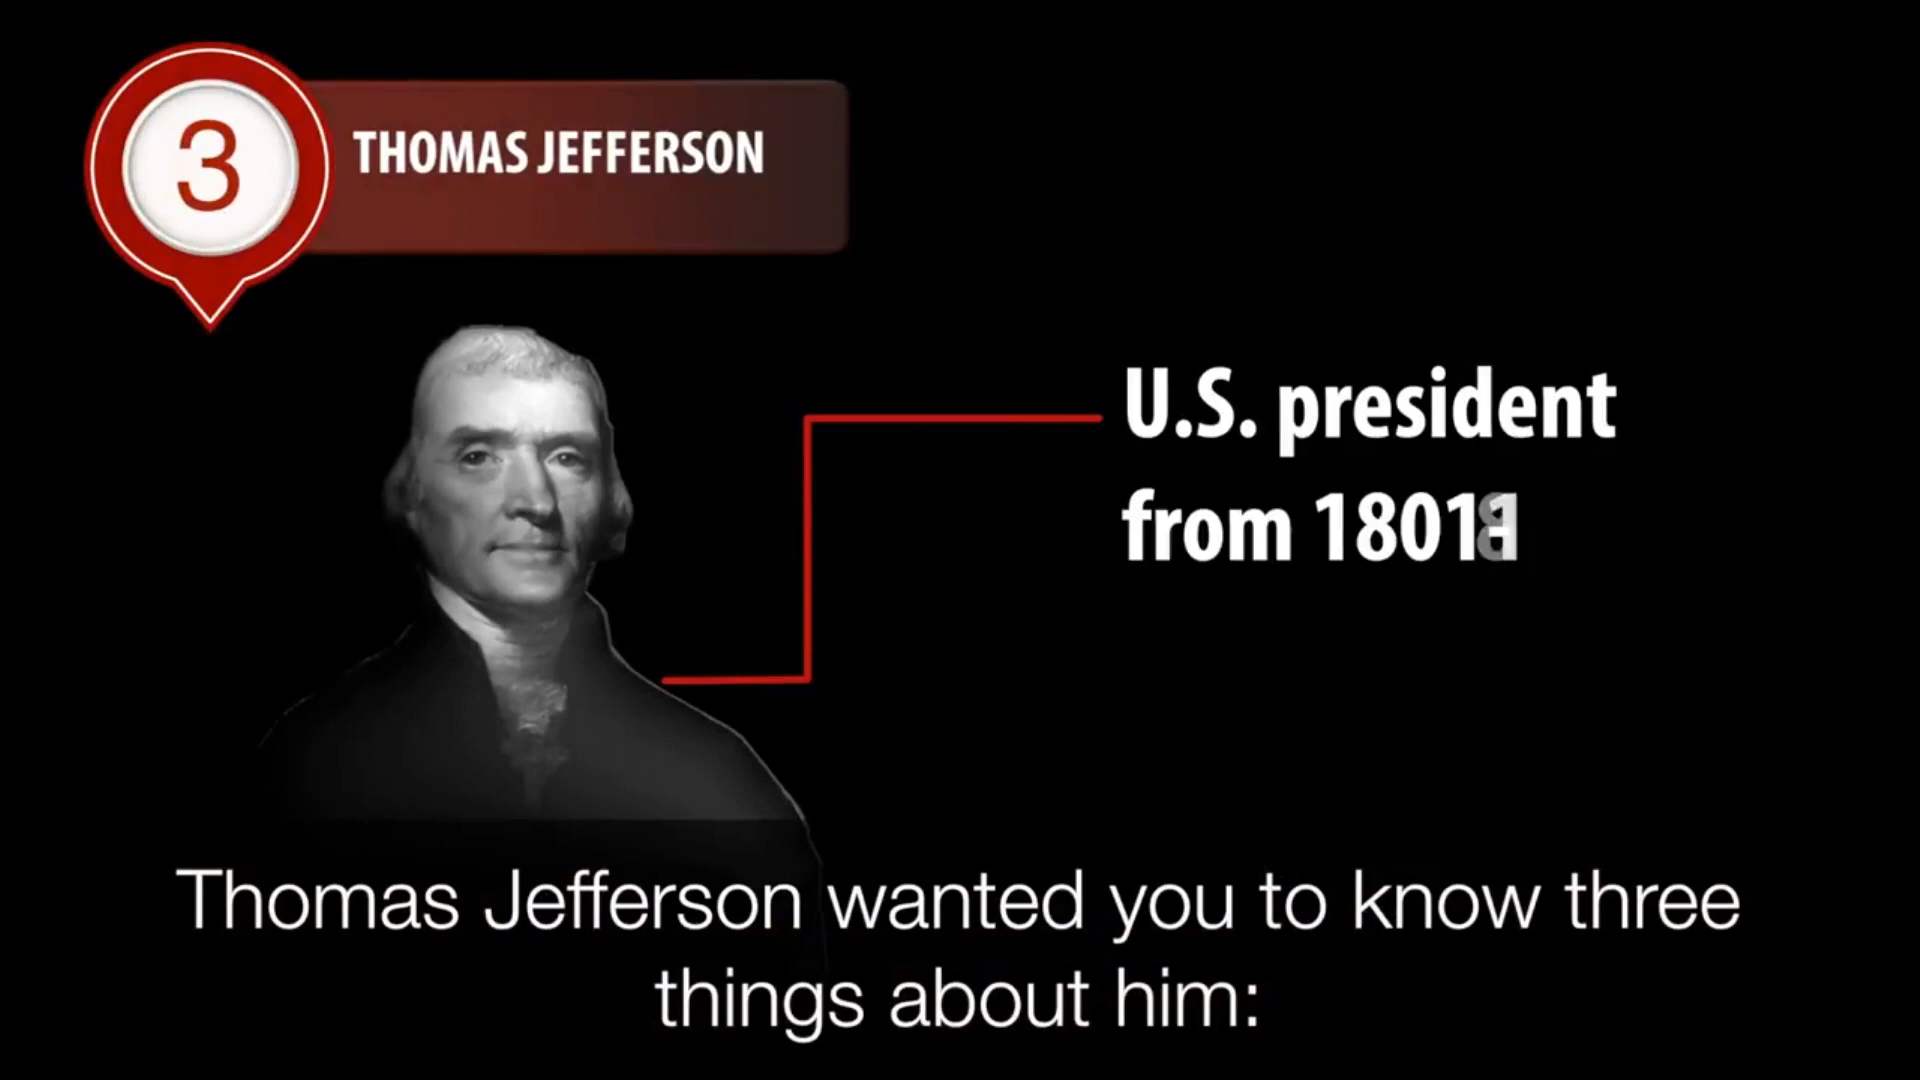 3
THOMAS JEFFERSON
U.S. president
from 1801
Thomas Jefferson wanted you to know three
things about him: